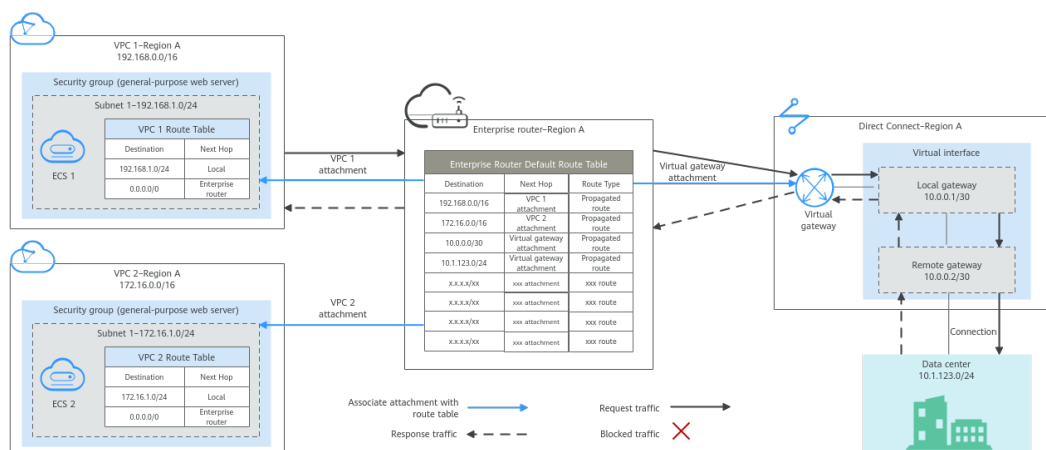 VPC 1–Region A
192.168.0.0/16
Security group (general-purpose web server)
Subnet 1–192.168.1.0/24
ECS 1
VPC 1 Route Table
Destination Next Hop
192.168.1.0/24 Local
0.0.0.0/0 Enterprise
router
VPC 2–Region A
172.16.0.0/16
Security group (general-purpose web server)
Subnet 1–172.16.1.0/24
ECS 2
VPC 2 Route Table
Destination Next Hop
172.16.1.0/24 Local
0.0.0.0/0 Enterprise
router
VPC 1
attachment
VPC 2
attachment
Enterprise router–Region A
Enterprise Router Default Route Table
Destination Next Hop Route Type
192.168.0.0/16 VPC 1
attachment Propagated
route
172.16.0.0/16 VPC 2
attachment Propagated
route
10.0.0.0/30 Virtual gateway
attachment Propagated
route
10.1.123.0/24 Virtual gateway
attachment Propagated
route
x.x.x.x/xx xxx attachment xxx route
x.x.x.x/xx xxx attachment xxx route
x.x.x.x/xx xxx attachment xxx route
x.x.x.x/xx xxx attachment xxx route
Virtual gateway
attachment
Virtual
gateway
Direct Connect–Region A
Virtual interface
Local gateway
10.0.0.1/30
Remote gateway
10.0.0.2/30
Connection
Data center
10.1.123.0/24
Associate attachment with
route table
Request traffic
Response traffic
Blocked traffic